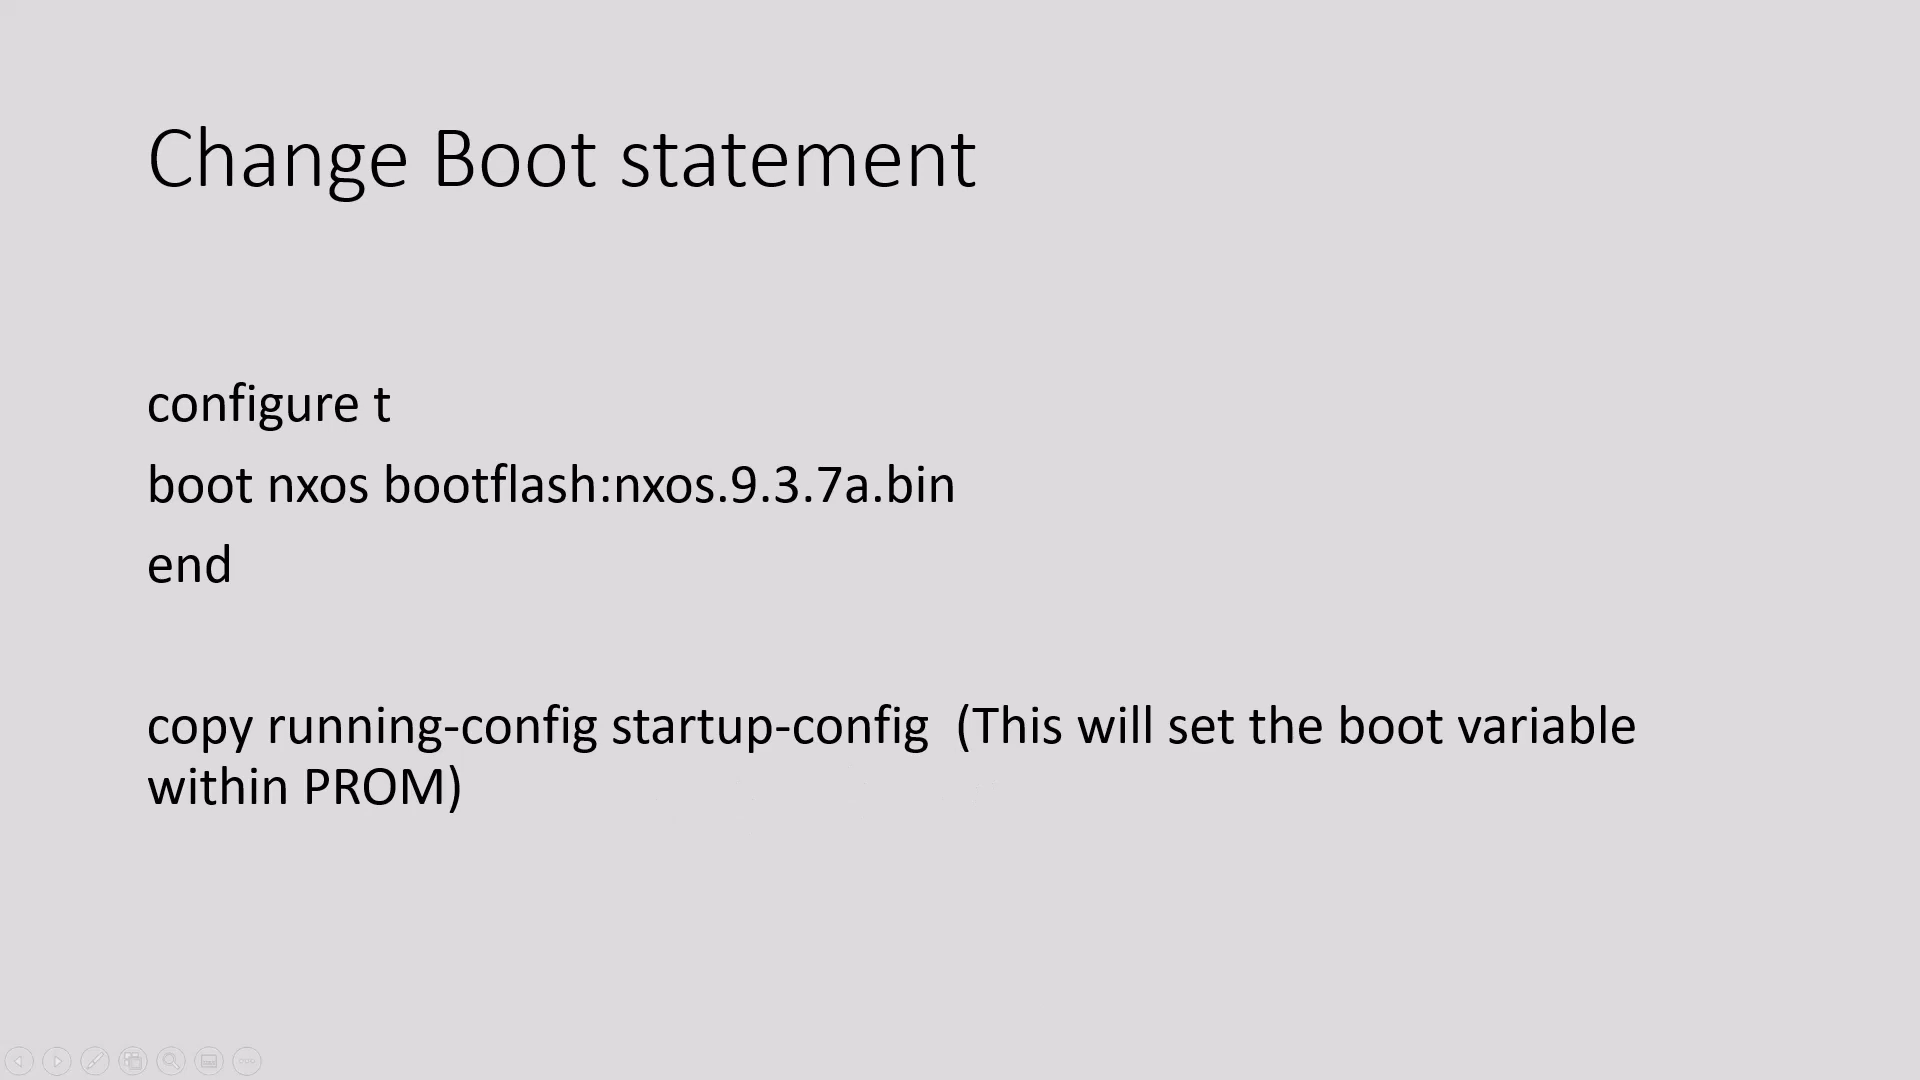 Change Boot statement
configure t
boot nxos bootflash:nxos.9.3.7a.bin
end
copy running-config startup-config  (This will set the boot variable
within PROM)